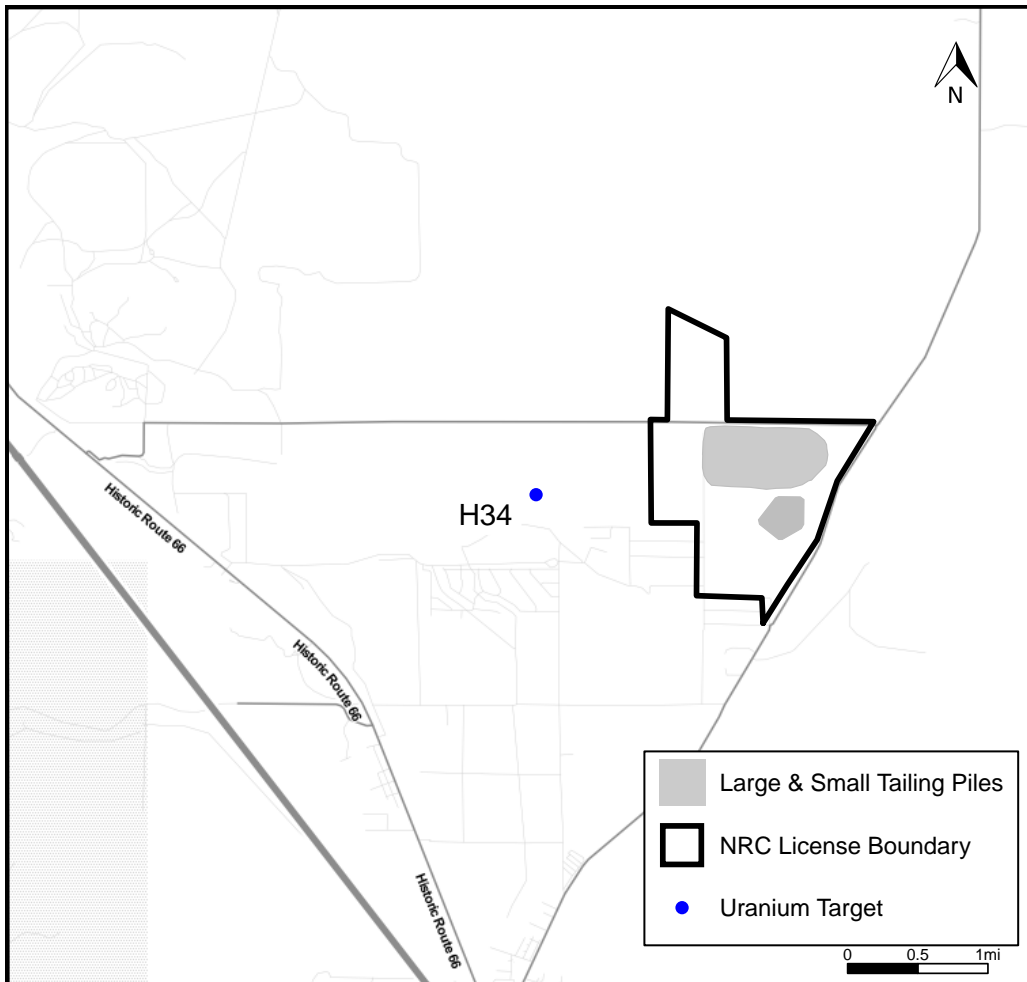 N
H34
Historic Route 66
Historic Route 66
Historic Route 66
Large & Small Tailing Piles
NRC License Boundary
Uranium Target
0 0.5 1mi